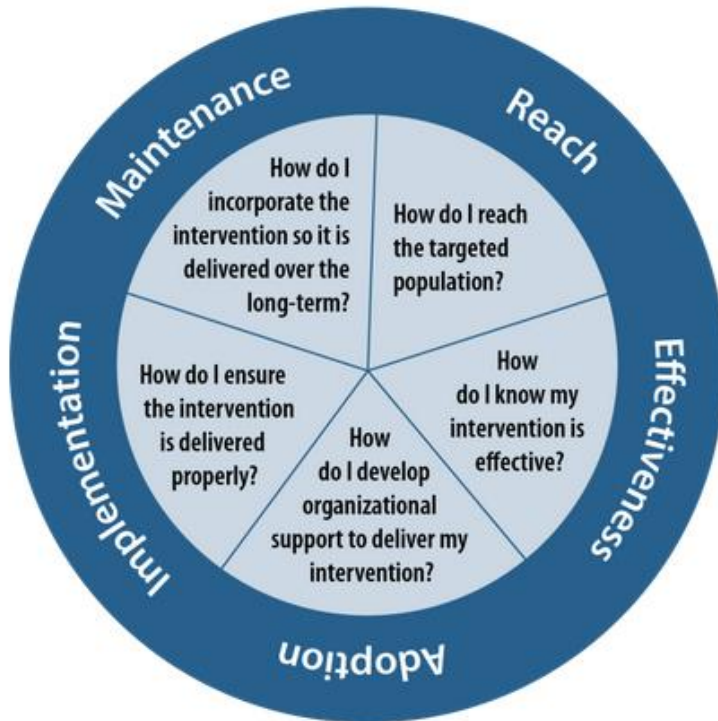 Maintenance
Reach
How do I
incorporate the
intervention so it is
delivered over the
long-term?
How do I reach
the targeted
population?
Effectiveness
How
do I know my
intervention is
effective?
Adoption
How
do I develop
organizational
support to deliver my
intervention?
Implementation
How do I ensure
the intervention
is delivered
properly?